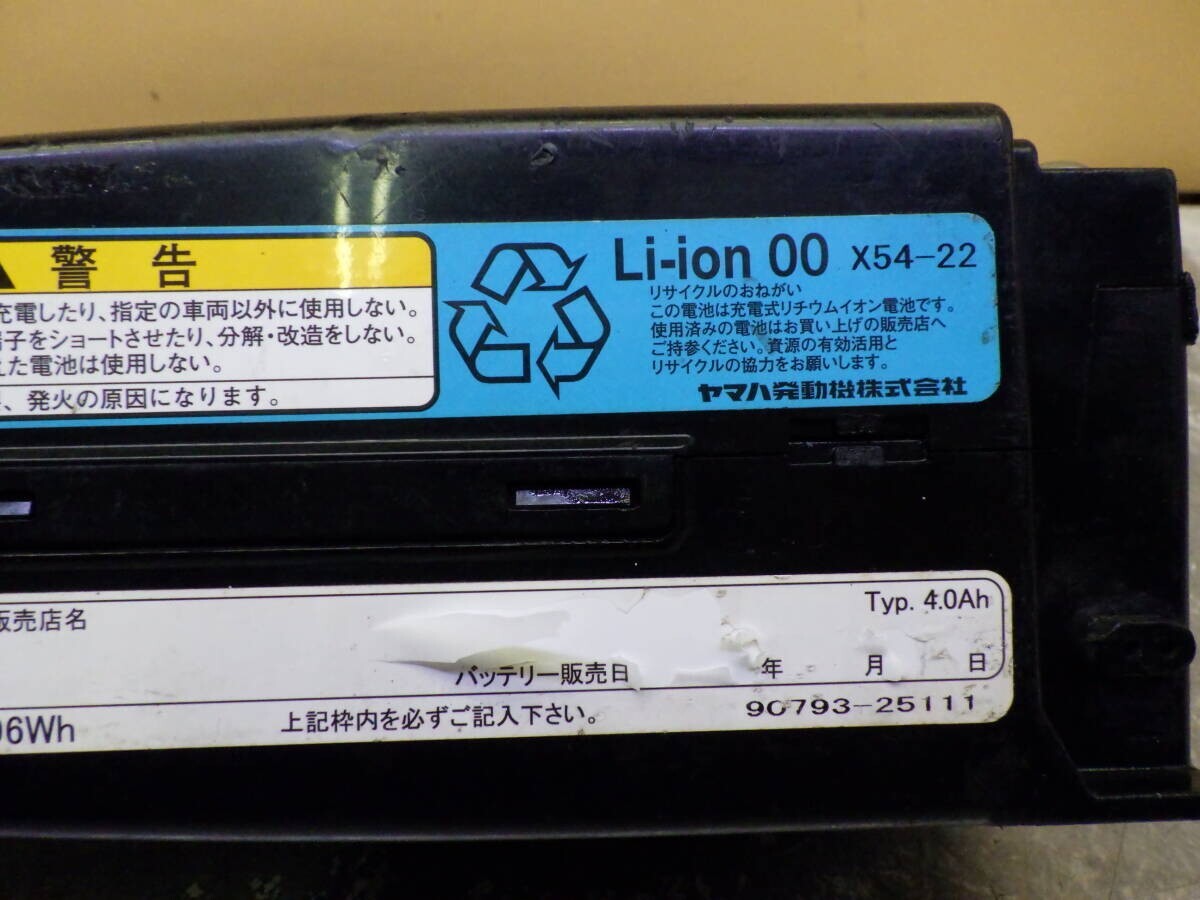 警告
充電したり、指定の車両以外に使用しない。
子をショートさせたり、分解・改造をしない。
た電池は使用しない。
、発火の原因になります。
Li-ion 00 X54-22
リサイクルのおねがい
この電池は充電式リチウムイオン電池です。
使用済みの電池はお買い上げの販売店へ
ご持参ください。資源の有効活用と
リサイクルの協力をお願いします。
ヤマハ発動機株式会社
販売店名
Typ. 4.0Ah
バッテリー販売日 年 月 日
6Wh
上記枠内を必ずご記入下さい。
90793-25111